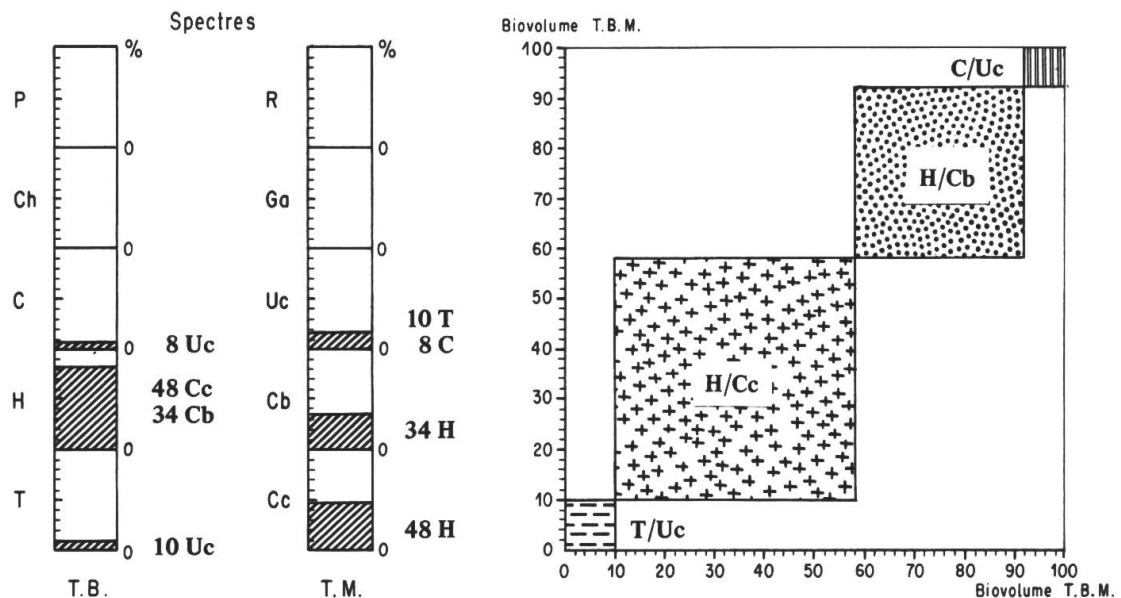 Spectres
%
P
0
Ch
0
C
8 Uc
0
H
48 Cc
34 Cb
0
T
10 Uc
0
T.B.
%
R
0
Ga
0
Uc
10 T
8 C
0
Cb
34 H
0
Cc
48 H
0
T.M.
Biovolume T.B.M.
100
90
80
70
60
50
40
30
20
10
0
C/Uc
H/Cb
H/Cc
T/Uc
0 10 20 30 40 50 60 70 80 90 100
Biovolume T.B.M.